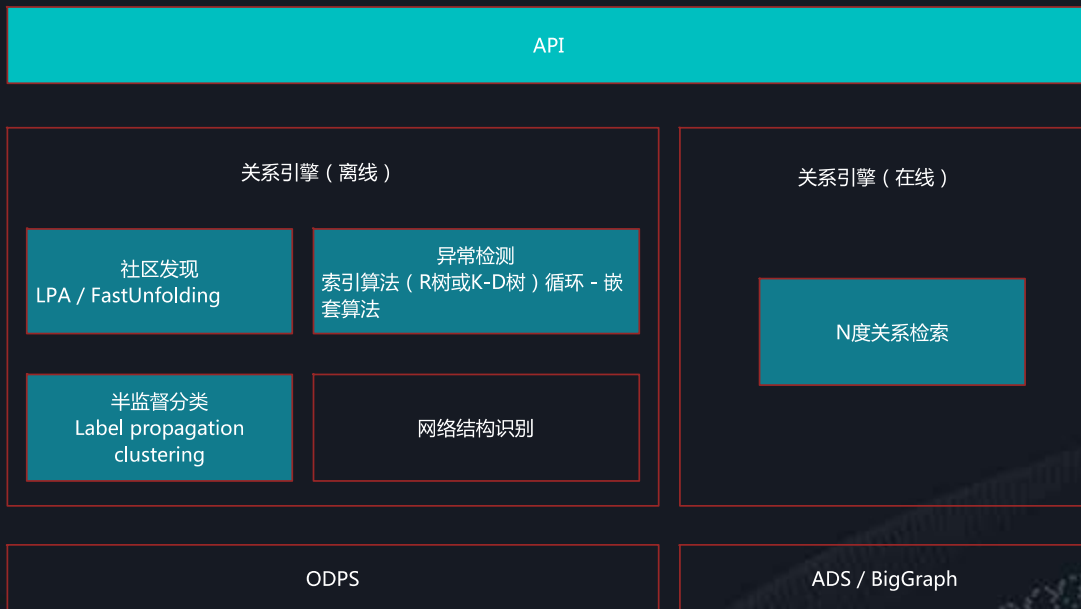 API
关系引擎（离线）
社区发现
LPA / FastUnfolding
异常检测
索引算法（R树或K-D树）循环 - 嵌
套算法
半监督分类
Label propagation
clustering
网络结构识别
关系引擎（在线）
N度关系检索
ODPS
ADS / BigGraph